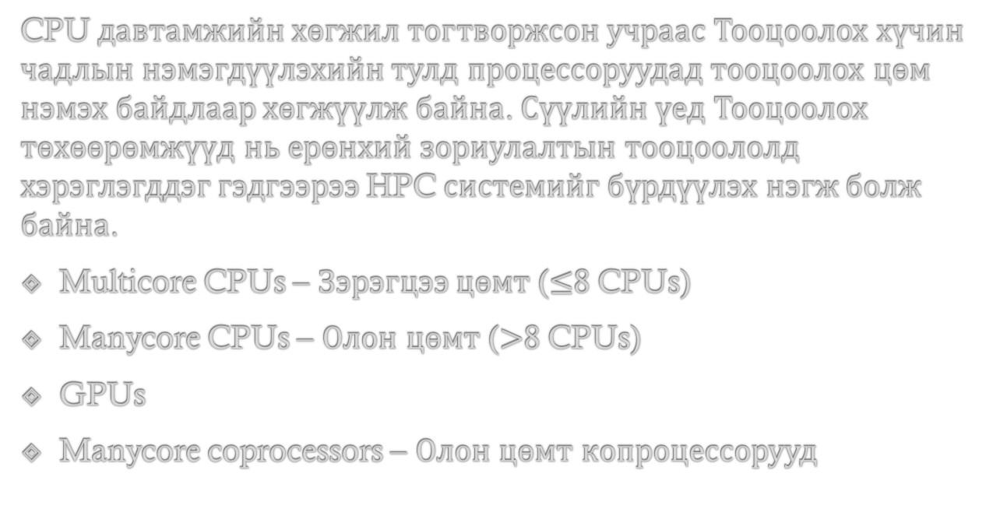 CPU давтамжийн хөгжил тогтворжсон учраас Тооцоолох хүчин
чадлын нэмэгдүүлэхийн тулд процессоруудад тооцоолох цөм
нэмэх байдлаар хөгжүүлж байна. Сүүлийн үед Тооцоолох
төхөөрөмжүүд нь ерөнхий зориулалтын тооцоололд
хэрэглэгддэг гэдгээрээ HPC системийг бүрдүүлэх нэгж болж
байна.
❖ Multicore CPUs – Зэрэгцээ цөмт (≤8 CPUs)
❖ Manycore CPUs – Олон цөмт (>8 CPUs)
❖ GPUs
❖ Manycore coprocessors – Олон цөмт копроцессорууд